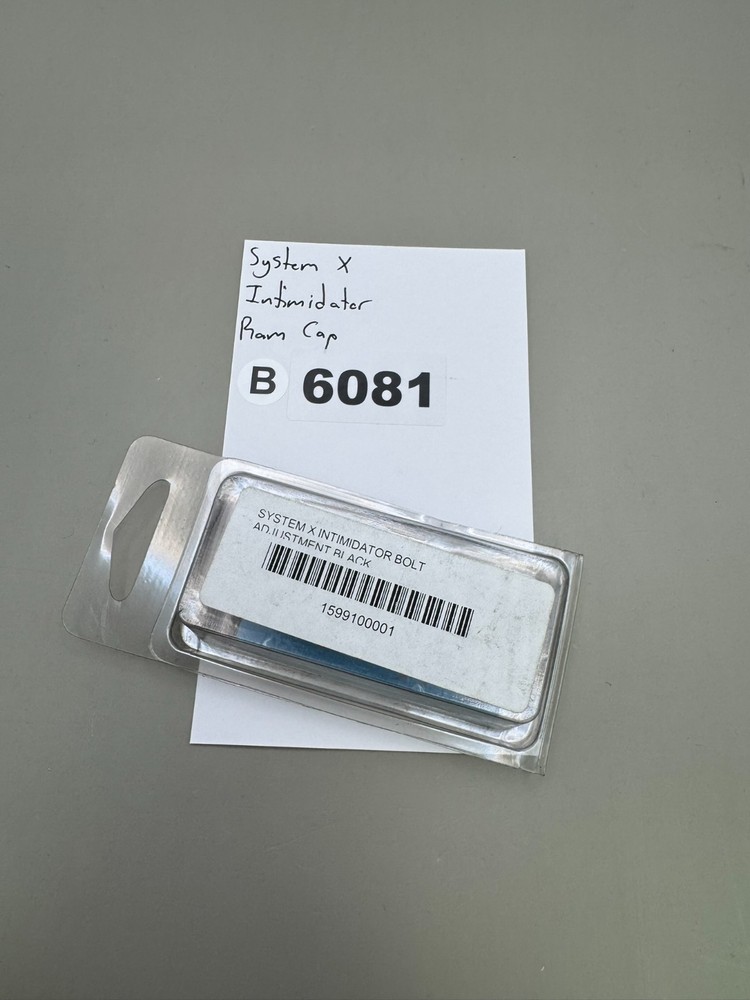 System X
Intimidator
Ram Cap
B 6081
SYSTEM X INTIMIDATOR BOLT
ADJUSTMENT BLACK
1599100001